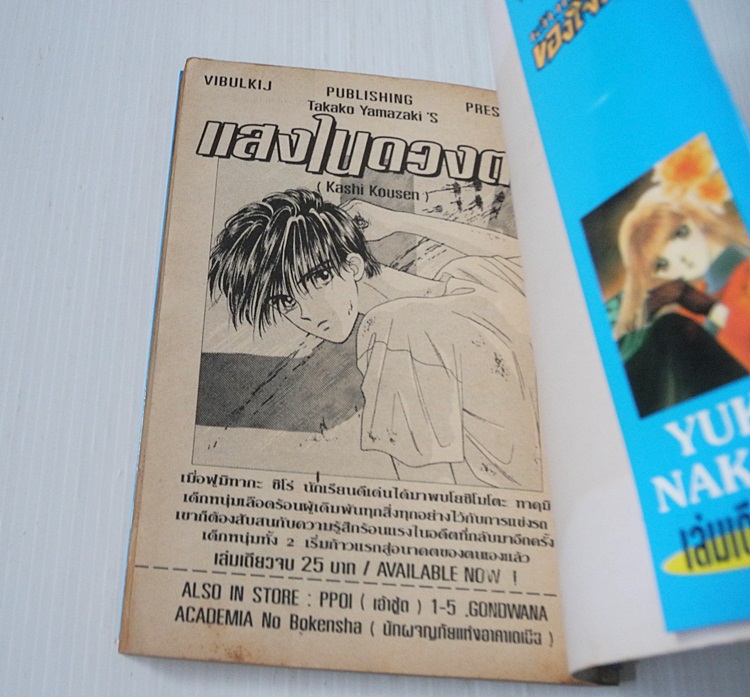 VIBULKIJ PUBLISHING PRES
Takako Yamazaki 'S
แสงในดวงต
( Kashi Kousen )
เมื่อฟูมิทากะ ชิโร่ นักเรียนดีเด่นได้มาพบโยชิโมโตะ ทาคุมิ
เด็กหนุ่มเลือดร้อนผู้เดิมพันทุกสิ่งทุกอย่างไว้กับการแข่งรถ
เขาก็ต้องสับสนกับความรู้สึกร้อนแรงในอดีตที่กลับมาอีกครั้ง
เด็กหนุ่มทั้ง 2 เริ่มก้าวแรกสู่อนาคตของตนเองแล้ว
เล่มเดียวจบ 25 บาท / AVAILABLE NOW !
ALSO IN STORE : PPOI ( เฮ้าชูด ) 1-5 .GONDWANA
ACADEMIA No Bokensha ( นักผจญภัยแห่งอาคาเดเมีย )
ของใจ
YU
NAK
เล่มเดีย